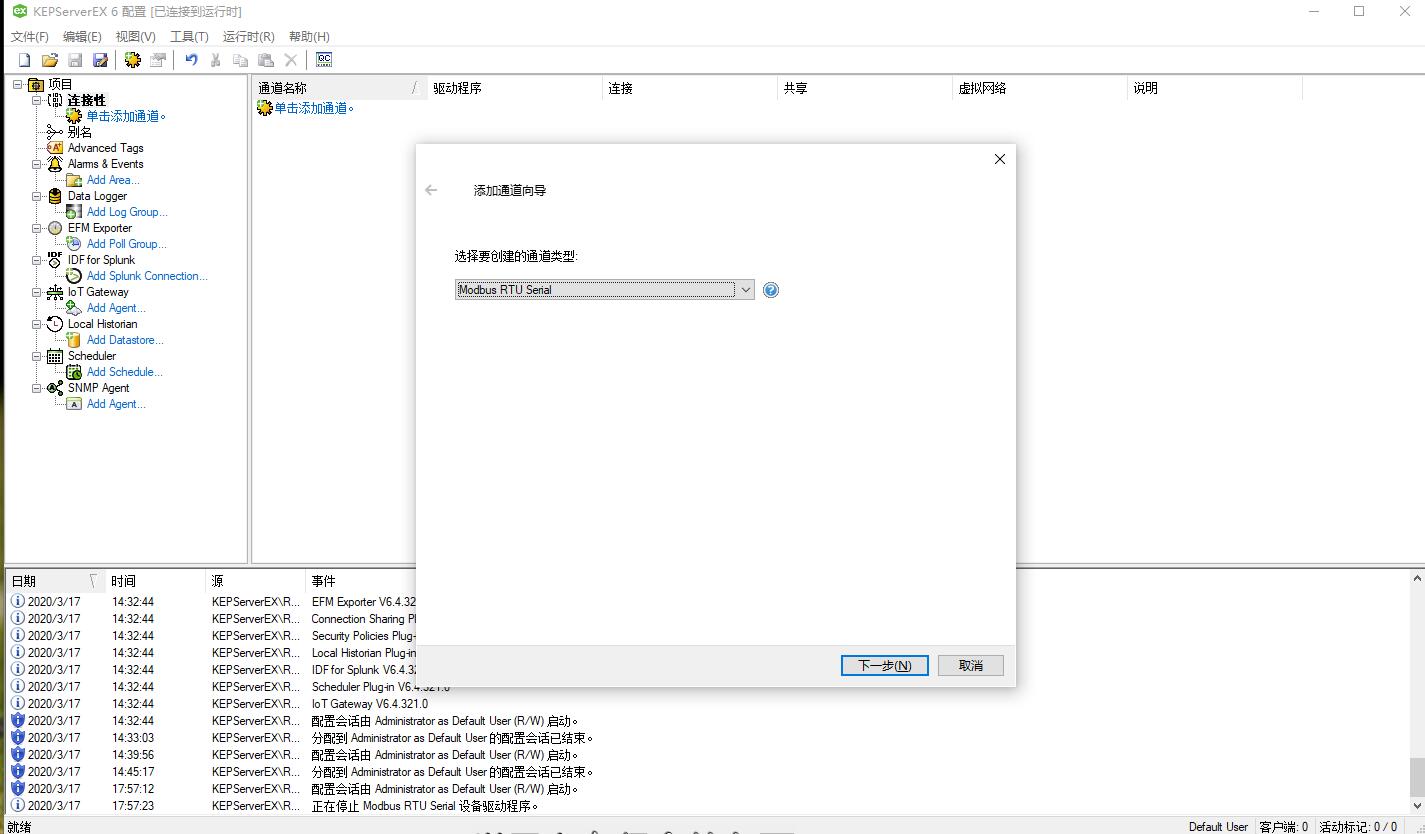 KEPServerEX 6 配置 [已连接到运行时]
文件(F) 编辑(E) 视图(V) 工具(T) 运行时(R) 帮助(H)
项目
连接性
单击添加通道。
别名
Advanced Tags
Alarms & Events
Add Area...
Data Logger
Add Log Group...
EFM Exporter
Add Poll Group...
IDF for Splunk
Add Splunk Connection...
IoT Gateway
Add Agent...
Local Historian
Add Datastore...
Scheduler
Add Schedule...
SNMP Agent
Add Agent...
通道名称 驱动程序 连接 共享 虚拟网络 说明
单击添加通道。
添加通道向导
选择要创建的通道类型:
Modbus RTU Serial
下一步(N) 取消
日期 时间 源 事件
2020/3/17 14:32:44 KEPServerEX\R... EFM Exporter V6.4.32
2020/3/17 14:32:44 KEPServerEX\R... Connection Sharing Pl
2020/3/17 14:32:44 KEPServerEX\R... Security Policies Plug-
2020/3/17 14:32:44 KEPServerEX\R... Local Historian Plug-in
2020/3/17 14:32:44 KEPServerEX\R... IDF for Splunk V6.4.32
2020/3/17 14:32:44 KEPServerEX\R... Scheduler Plug-in V6.4.321.0
2020/3/17 14:32:44 KEPServerEX\R... IoT Gateway V6.4.321.0
2020/3/17 14:32:44 KEPServerEX\R... 配置会话由 Administrator as Default User (R/W) 启动。
2020/3/17 14:33:03 KEPServerEX\R... 分配到 Administrator as Default User 的配置会话已结束。
2020/3/17 14:39:56 KEPServerEX\R... 配置会话由 Administrator as Default User (R/W) 启动。
2020/3/17 14:45:17 KEPServerEX\R... 分配到 Administrator as Default User 的配置会话已结束。
2020/3/17 17:57:12 KEPServerEX\R... 配置会话由 Administrator as Default User (R/W) 启动。
2020/3/17 17:57:23 KEPServerEX\R... 正在停止 Modbus RTU Serial 设备驱动程序。
就绪 Default User 客户端: 0 活动标记: 0 / 0